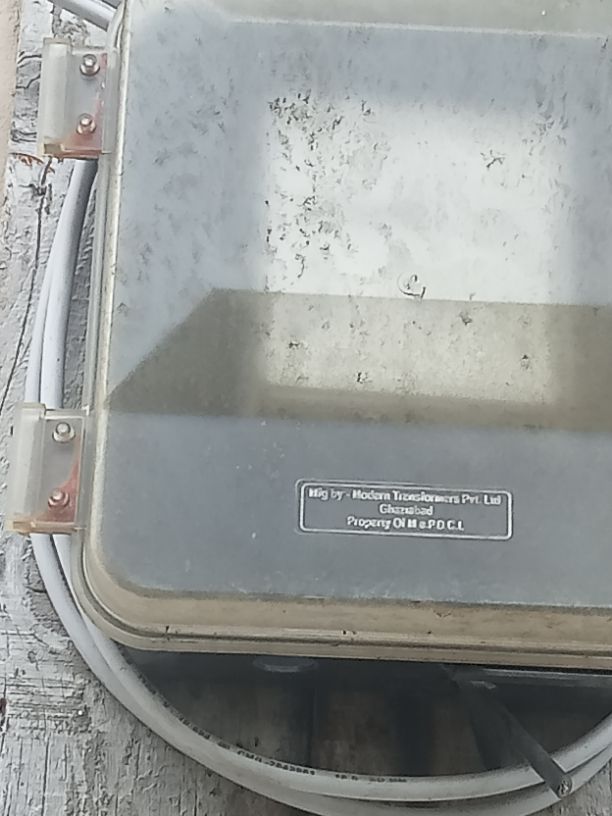 Mfg by - Modern Transformers Pvt. Ltd
Ghaziabad
Property Of M.e.P.D.C.L